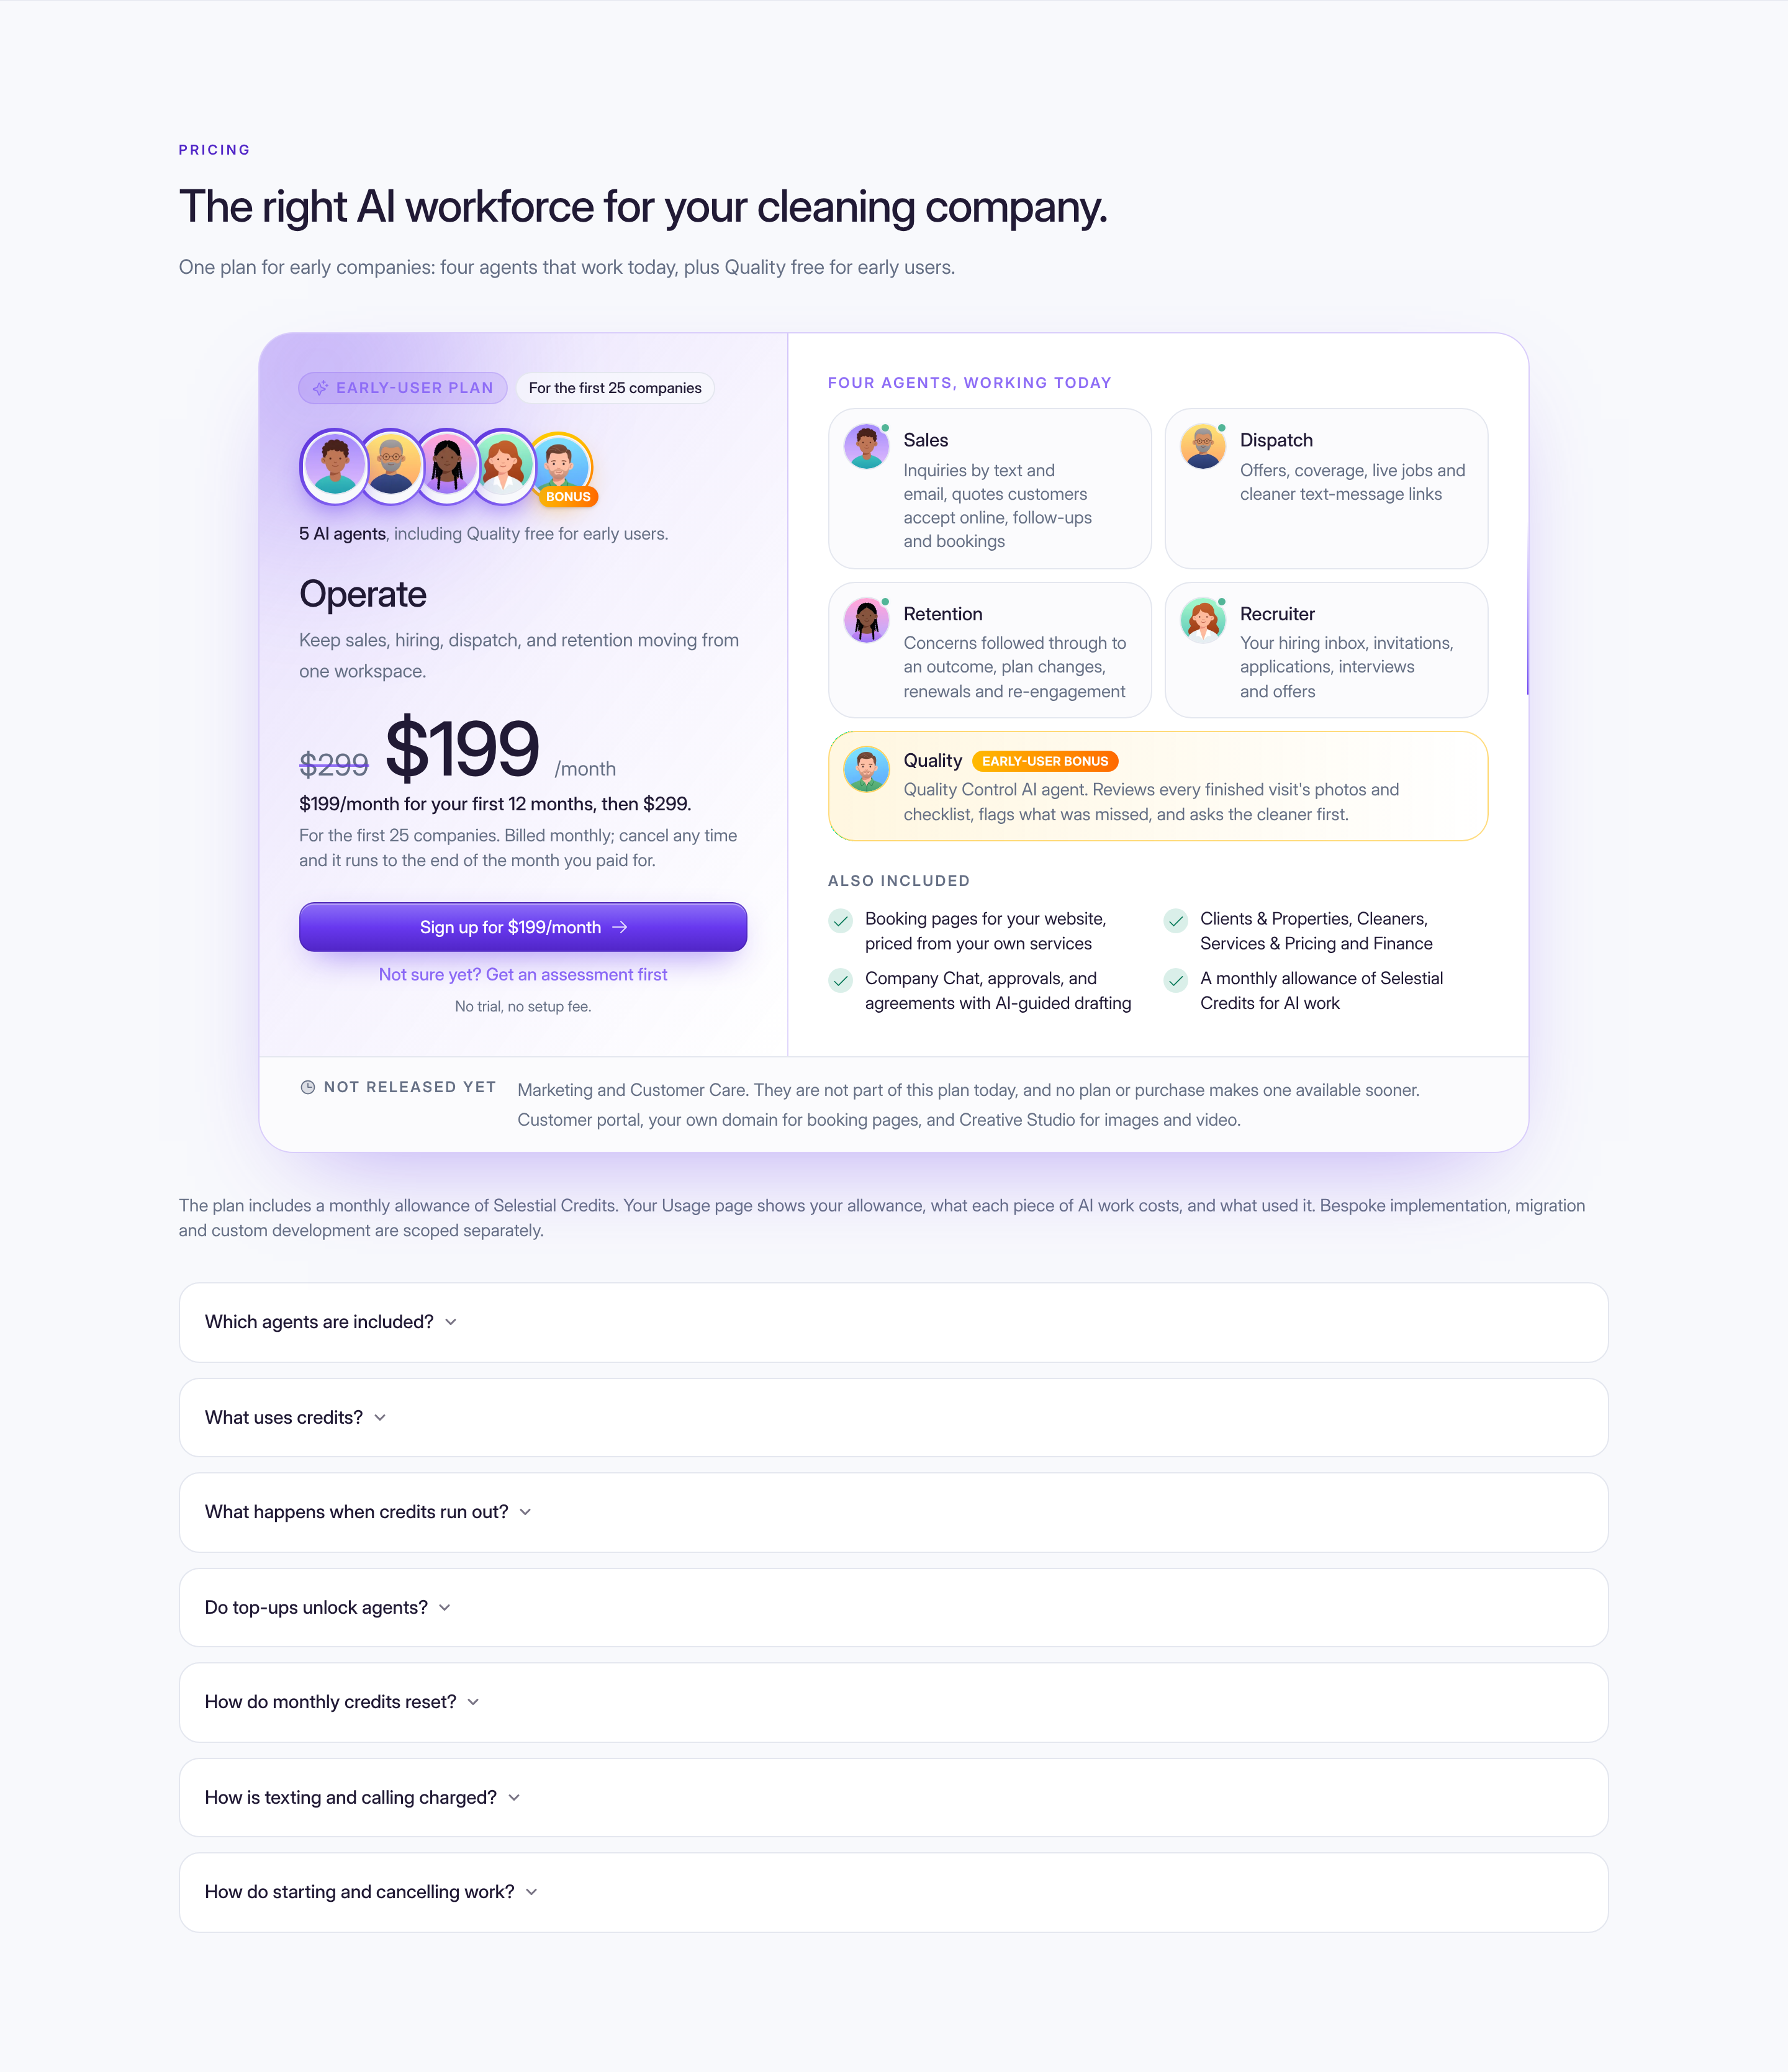 PRICING
The right AI workforce for your cleaning company.
One plan for early companies: four agents that work today, plus Quality free for early users.
EARLY-USER PLAN
For the first 25 companies
BONUS
5 AI agents, including Quality free for early users.
Operate
Keep sales, hiring, dispatch, and retention moving from
one workspace.
$299 $199 /month
$199/month for your first 12 months, then $299.
For the first 25 companies. Billed monthly; cancel any time
and it runs to the end of the month you paid for.
Sign up for $199/month →
Not sure yet? Get an assessment first
No trial, no setup fee.
FOUR AGENTS, WORKING TODAY
Sales
Inquiries by text and
email, quotes customers
accept online, follow-ups
and bookings
Dispatch
Offers, coverage, live jobs and
cleaner text-message links
Retention
Concerns followed through to
an outcome, plan changes,
renewals and re-engagement
Recruiter
Your hiring inbox, invitations,
applications, interviews
and offers
Quality EARLY-USER BONUS
Quality Control AI agent. Reviews every finished visit's photos and
checklist, flags what was missed, and asks the cleaner first.
ALSO INCLUDED
Booking pages for your website,
priced from your own services
Clients & Properties, Cleaners,
Services & Pricing and Finance
Company Chat, approvals, and
agreements with AI-guided drafting
A monthly allowance of Selestial
Credits for AI work
NOT RELEASED YET
Marketing and Customer Care. They are not part of this plan today, and no plan or purchase makes one available sooner.
Customer portal, your own domain for booking pages, and Creative Studio for images and video.
The plan includes a monthly allowance of Selestial Credits. Your Usage page shows your allowance, what each piece of AI work costs, and what used it. Bespoke implementation, migration
and custom development are scoped separately.
Which agents are included?
What uses credits?
What happens when credits run out?
Do top-ups unlock agents?
How do monthly credits reset?
How is texting and calling charged?
How do starting and cancelling work?